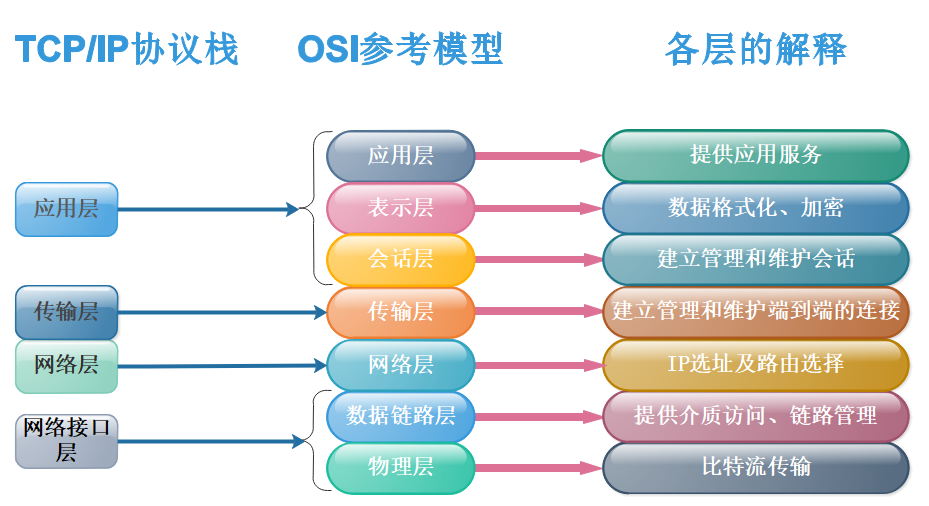 TCP/IP协议栈 OSI参考模型 各层的解释
应用层 提供应用服务
应用层 表示层 数据格式化、加密
会话层 建立管理和维护会话
传输层 传输层 建立管理和维护端到端的连接
网络层 网络层 IP选址及路由选择
网络接口
层
数据链路层 提供介质访问、链路管理
物理层 比特流传输